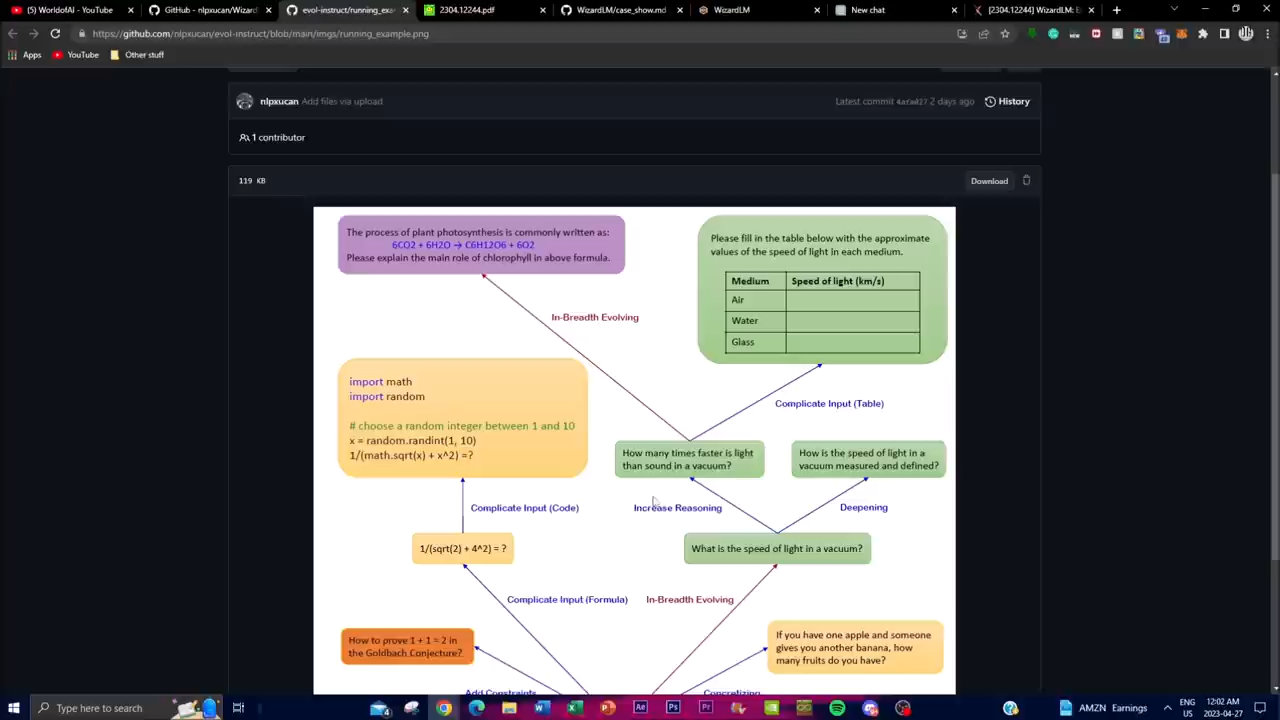 (5) WorldofAI - YouTube
GitHub - nlpxucan/Wizard
evol-instruct/running_exa
2304.12244.pdf
WizardLM/case_show.md
WizardLM
New chat
[2304.12244] WizardLM: E
https://github.com/nlpxucan/evol-instruct/blob/main/imgs/running_example.png
Apps
YouTube
Other stuff
nlpxucan Add files via upload
Latest commit 2 days ago
History
1 contributor
119 KB
Download
The process of plant photosynthesis is commonly written as:
6CO2 + 6H2O → C6H12O6 + 6O2
Please explain the main role of chlorophyll in above formula.
Please fill in the table below with the approximate
values of the speed of light in each medium.
Medium Speed of light (km/s)
Air
Water
Glass
In-Breadth Evolving
import math
import random
# choose a random integer between 1 and 10
x = random.randint(1, 10)
1/(math.sqrt(x) + x^2) =?
Complicate Input (Table)
How many times faster is light
than sound in a vacuum?
How is the speed of light in a
vacuum measured and defined?
Complicate Input (Code)
Increase Reasoning
Deepening
1/(sqrt(2) + 4^2) = ?
What is the speed of light in a vacuum?
Complicate Input (Formula)
In-Breadth Evolving
How to prove 1 + 1 = 2 in
the Goldbach Conjecture?
If you have one apple and someone
gives you another banana, how
many fruits do you have?
Add Constraints
Concretizing
Type here to search
AMZN Earnings
ENG
US
12:02 AM
2023-04-27